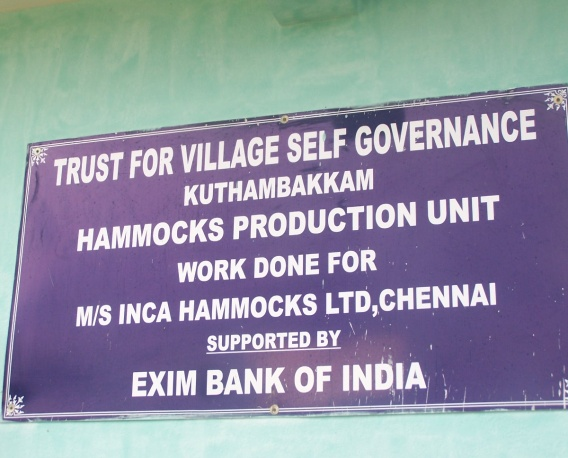 TRUST FOR VILLAGE SELF GOVERNANCE
KUTHAMBAKKAM
HAMMOCKS PRODUCTION UNIT
WORK DONE FOR
M/S INCA HAMMOCKS LTD,CHENNAI
SUPPORTED BY
EXIM BANK OF INDIA